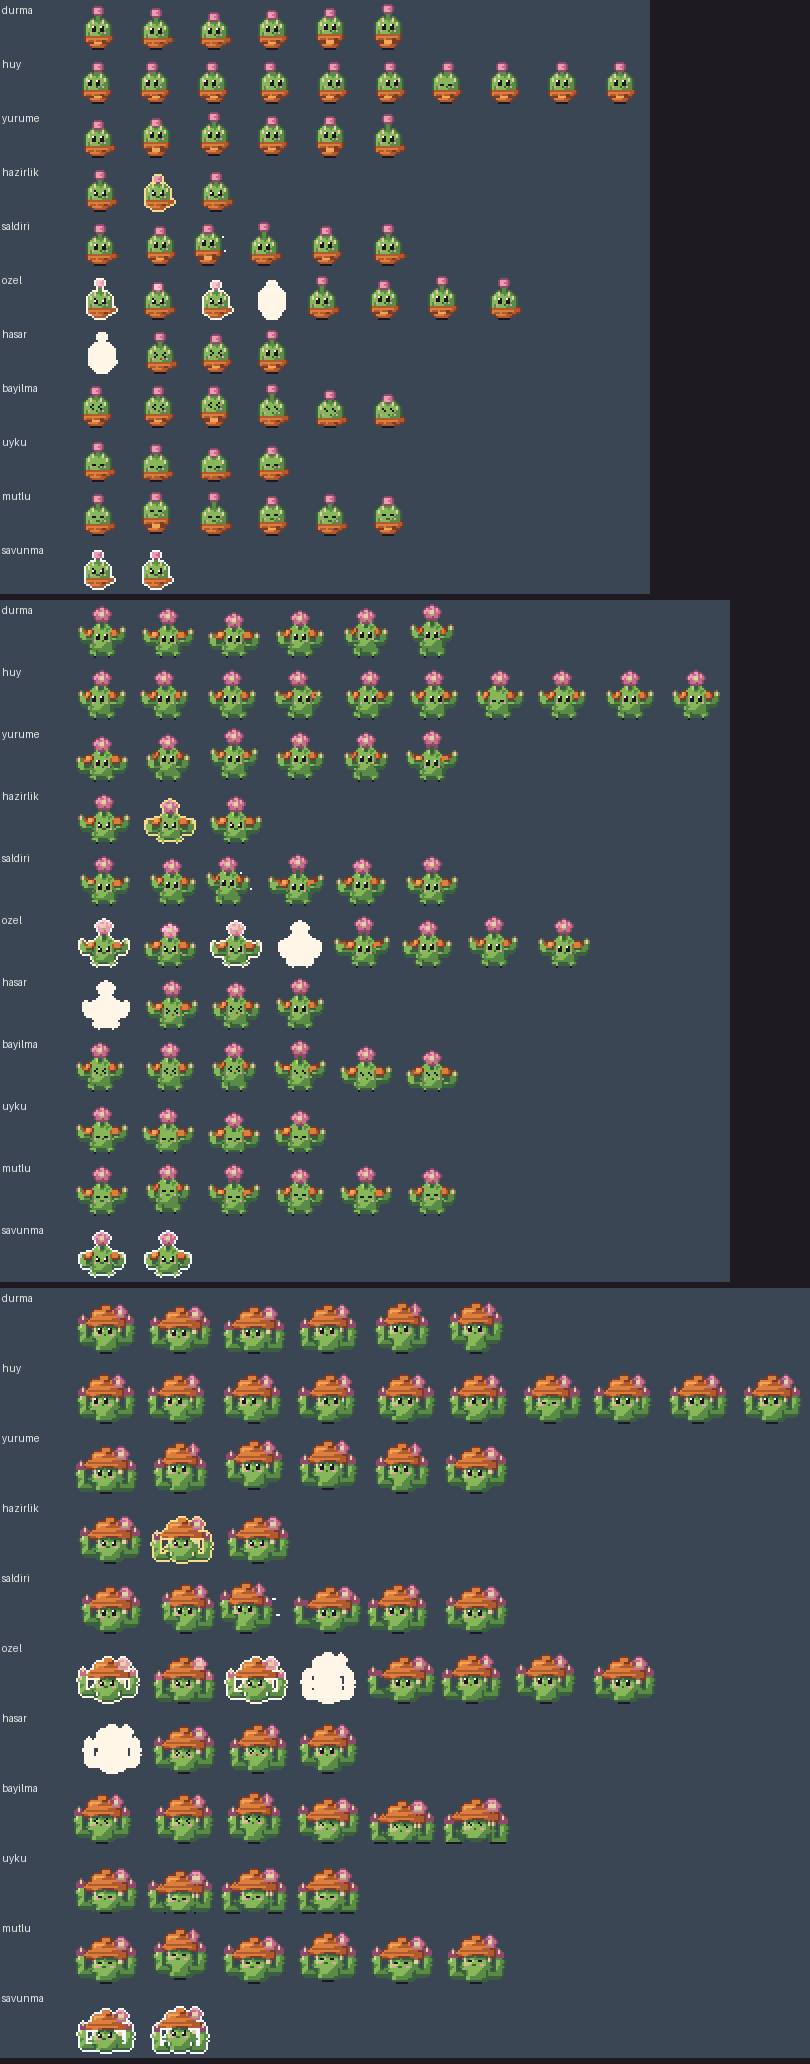 durma
huy
yurume
hazirlik
saldiri
ozel
hasar
bayilma
uyku
mutlu
savunma
durma
huy
yurume
hazirlik
saldiri
ozel
hasar
bayilma
uyku
mutlu
savunma
durma
huy
yurume
hazirlik
saldiri
ozel
hasar
bayilma
uyku
mutlu
savunma